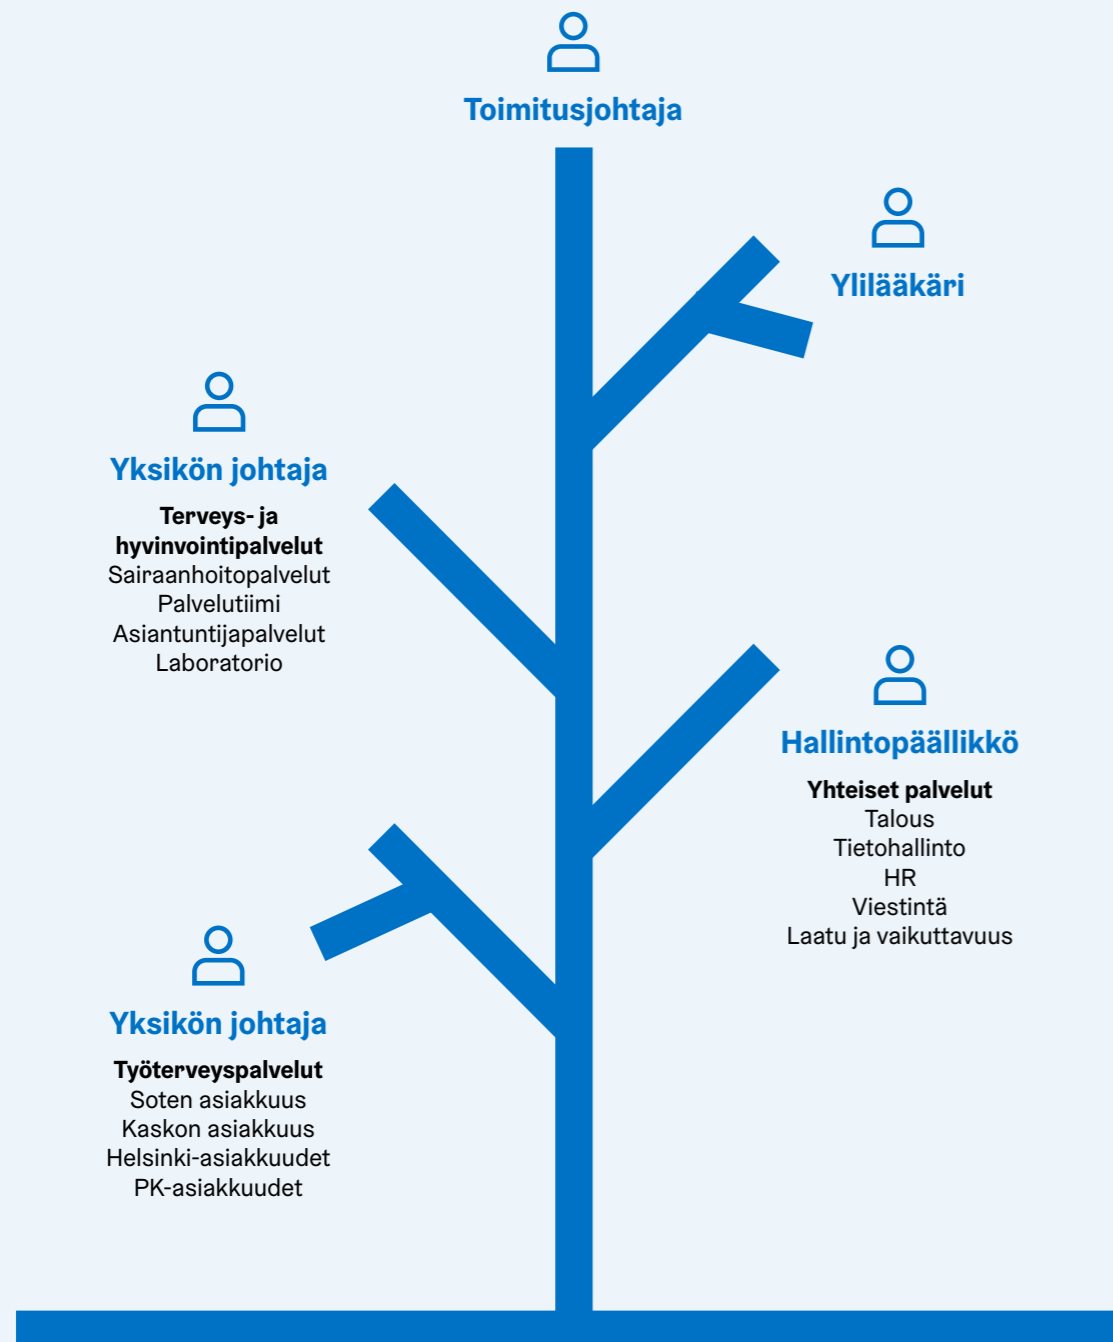 Toimitusjohtaja
Ylilääkäri
Yksikön johtaja
Terveys- ja
hyvinvointipalvelut
Sairaanhoitopalvelut
Palvelutiimi
Asiantuntijapalvelut
Laboratorio
Hallintopäällikkö
Yhteiset palvelut
Talous
Tietohallinto
HR
Viestintä
Laatu ja vaikuttavuus
Yksikön johtaja
Työterveyspalvelut
Soten asiakkuus
Kaskon asiakkuus
Helsinki-asiakkuudet
PK-asiakkuudet